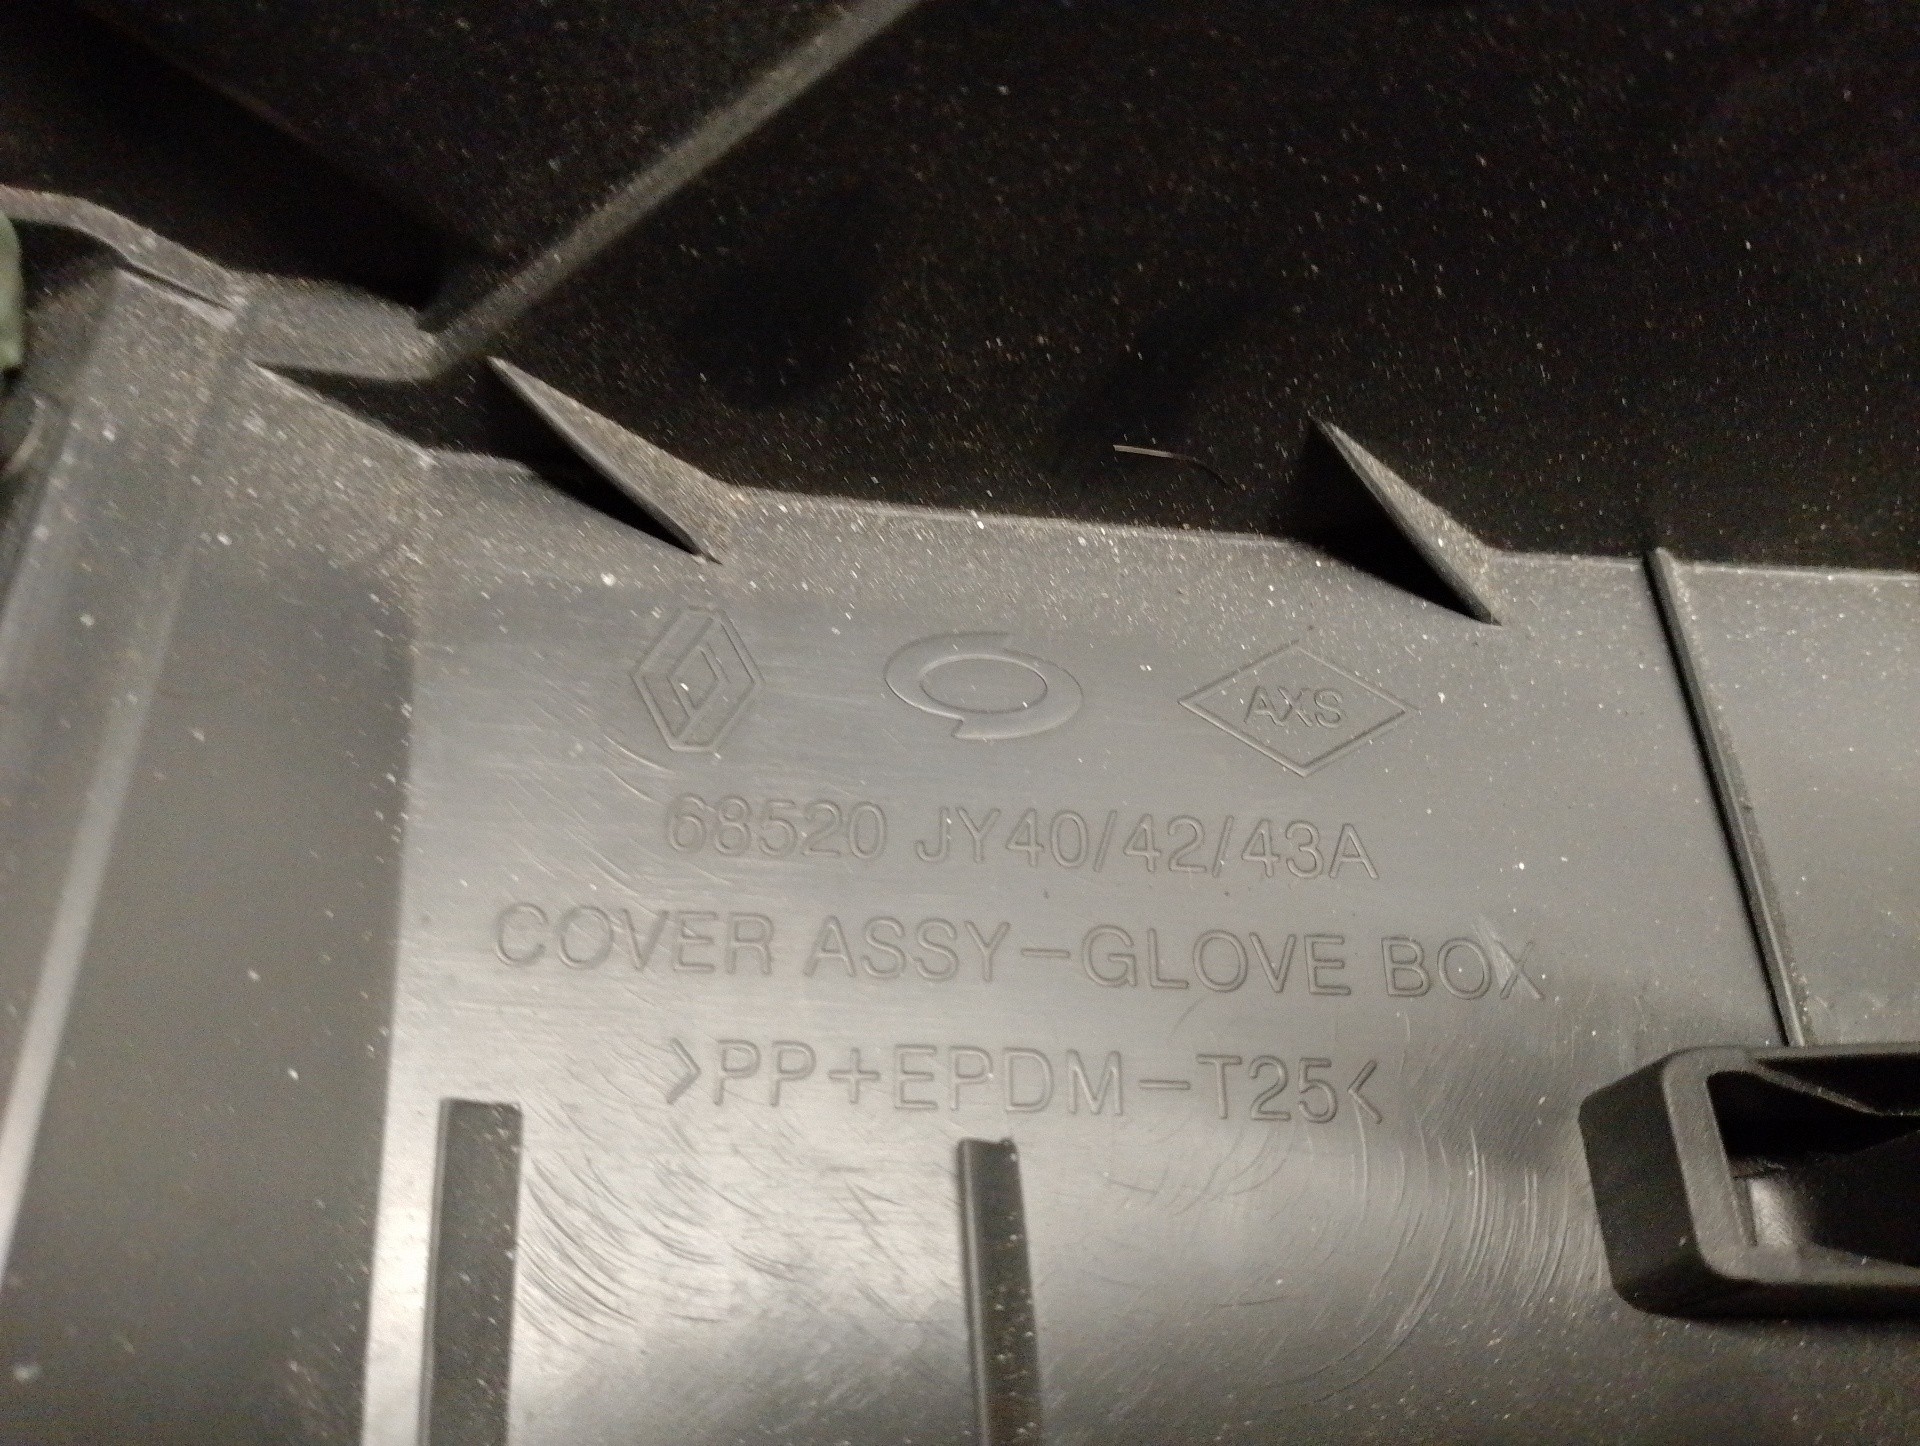 AXS
68520 JY40/42/43A
COVER ASSY-GLOVE BOX
>PP+EPDM-T25<